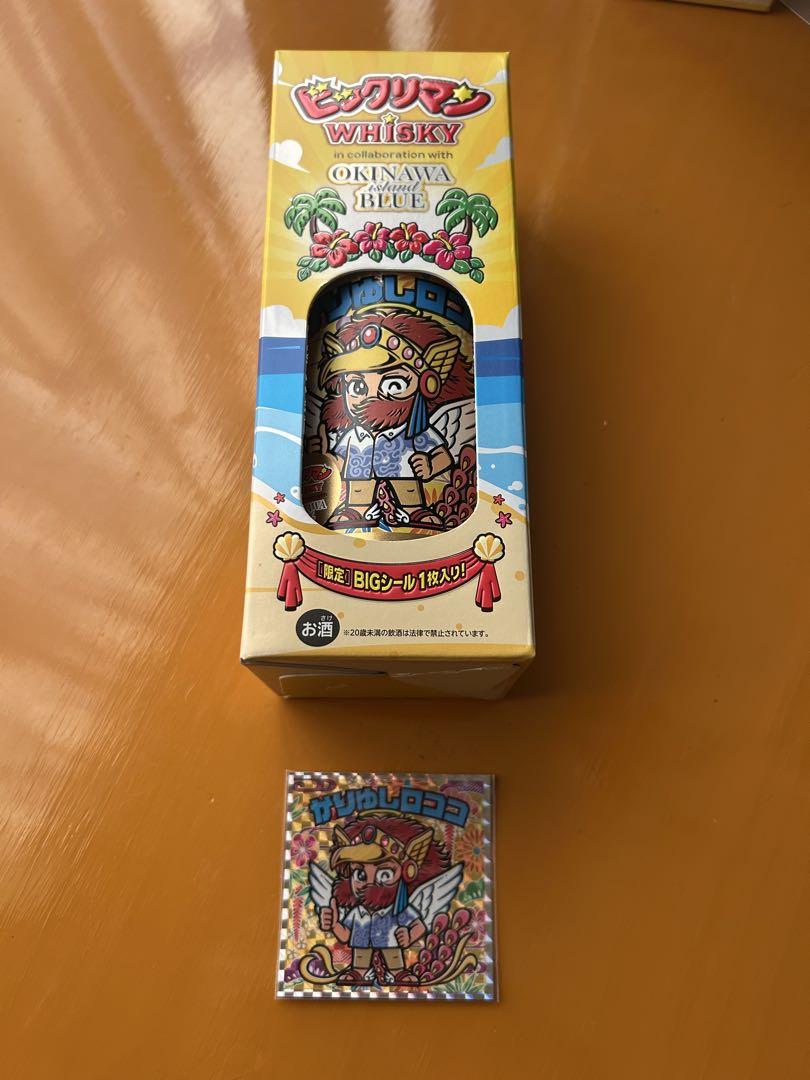 ビックリマン
WHISKY
in collaboration with
OKINAWA
island
BLUE
かりゆしロココ
[限定] BIGシール1枚入り!
さけ
お酒
※20歳未満の飲酒は法律で禁止されています。
かりゆしロココ